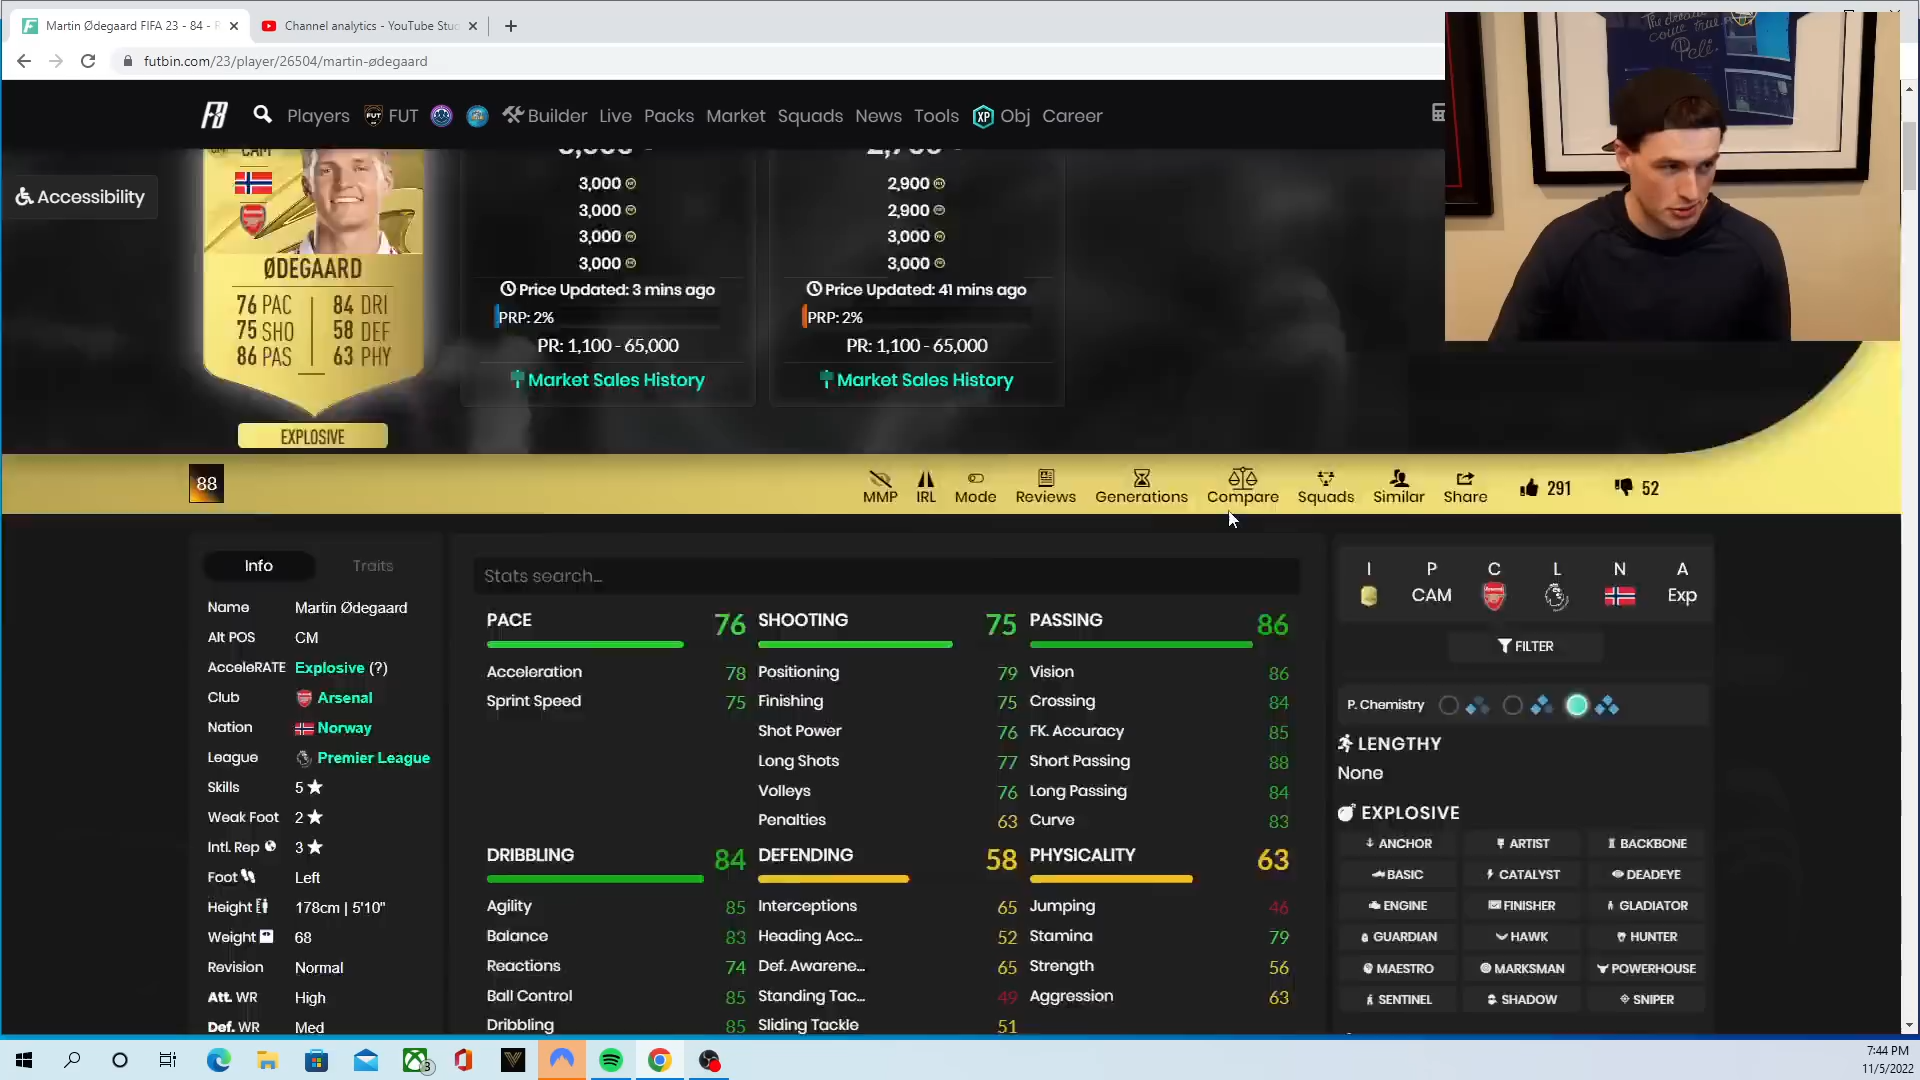 Martin Ødegaard FIFA 23 - 84 - R
Channel analytics - YouTube Stud
futbin.com/23/player/26504/martin-ødegaard
The dream
come true
Pelé.
Players FUT Builder Live Packs Market Squads News Tools XP Obj Career
Accessibility
CAM
ØDEGAARD
76 PAC 84 DRI
75 SHO 58 DEF
86 PAS 63 PHY
EXPLOSIVE
3,000
3,000
3,000
3,000
Price Updated: 3 mins ago
PRP: 2%
PR: 1,100 - 65,000
Market Sales History
2,900
2,900
3,000
3,000
Price Updated: 41 mins ago
PRP: 2%
PR: 1,100 - 65,000
Market Sales History
88
MMP IRL Mode Reviews Generations Compare Squads Similar Share 291 52
Info Traits
Name Martin Ødegaard
Alt POS CM
AcceleRATE Explosive (?)
Club Arsenal
Nation Norway
League Premier League
Skills 5
Weak Foot 2
Intl. Rep 3
Foot Left
Height 178cm | 5'10"
Weight 68
Revision Normal
Att. WR High
Def. WR Med
Stats search...
PACE 76
Acceleration 78
Sprint Speed 75
SHOOTING 75
Positioning 79
Finishing 75
Shot Power 76
Long Shots 77
Volleys 76
Penalties 63
PASSING 86
Vision 86
Crossing 84
FK. Accuracy 85
Short Passing 88
Long Passing 84
Curve 83
DRIBBLING 84
Agility 85
Balance 83
Reactions 74
Ball Control 85
Dribbling 85
DEFENDING 58
Interceptions 65
Heading Acc... 52
Def. Awarene... 65
Standing Tac... 49
Sliding Tackle 51
PHYSICALITY 63
Jumping 46
Stamina 79
Strength 56
Aggression 63
I P C L N A
CAM Exp
FILTER
P. Chemistry
LENGTHY
None
EXPLOSIVE
ANCHOR ARTIST BACKBONE
BASIC CATALYST DEADEYE
ENGINE FINISHER GLADIATOR
GUARDIAN HAWK HUNTER
MAESTRO MARKSMAN POWERHOUSE
SENTINEL SHADOW SNIPER
3
7:44 PM
11/5/2022